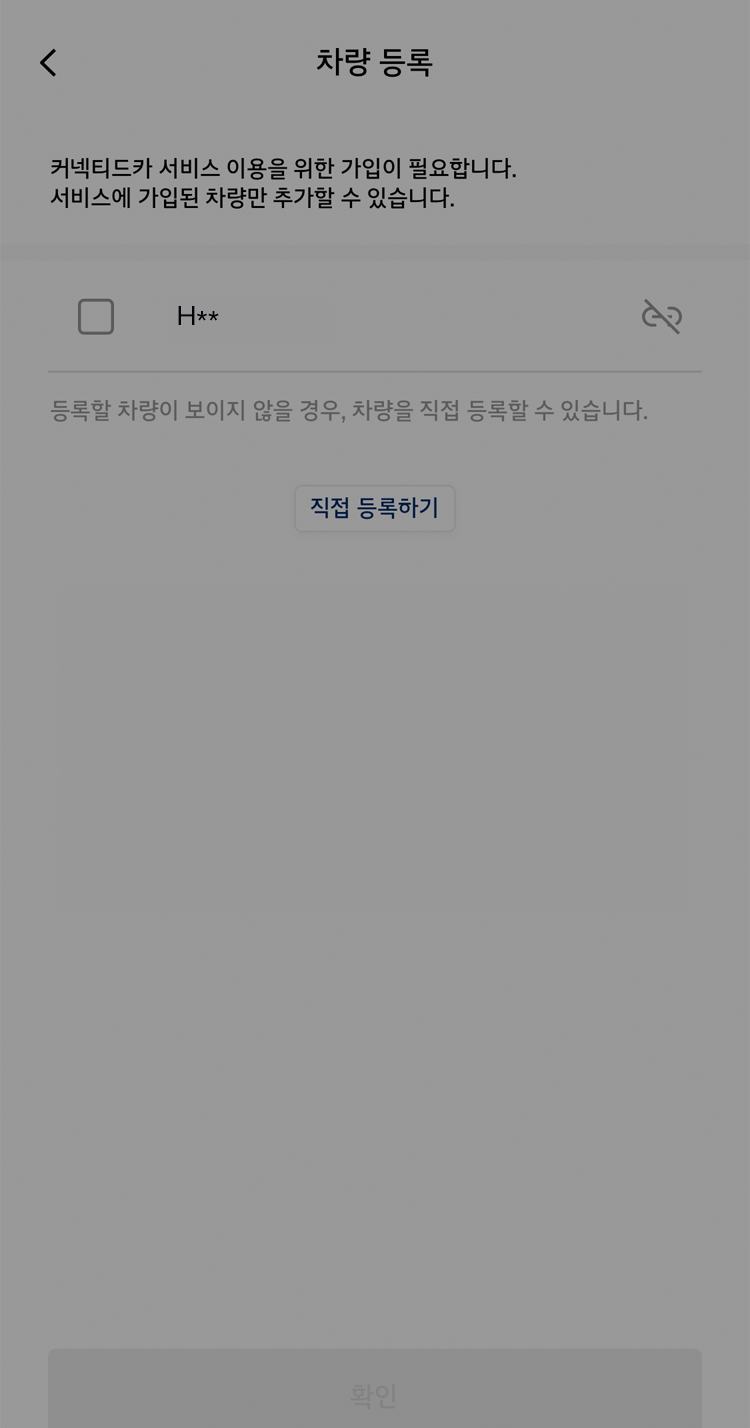 차량 등록
커넥티드카 서비스 이용을 위한 가입이 필요합니다.
서비스에 가입된 차량만 추가할 수 있습니다.
H**
등록할 차량이 보이지 않을 경우, 차량을 직접 등록할 수 있습니다.
직접 등록하기
확인